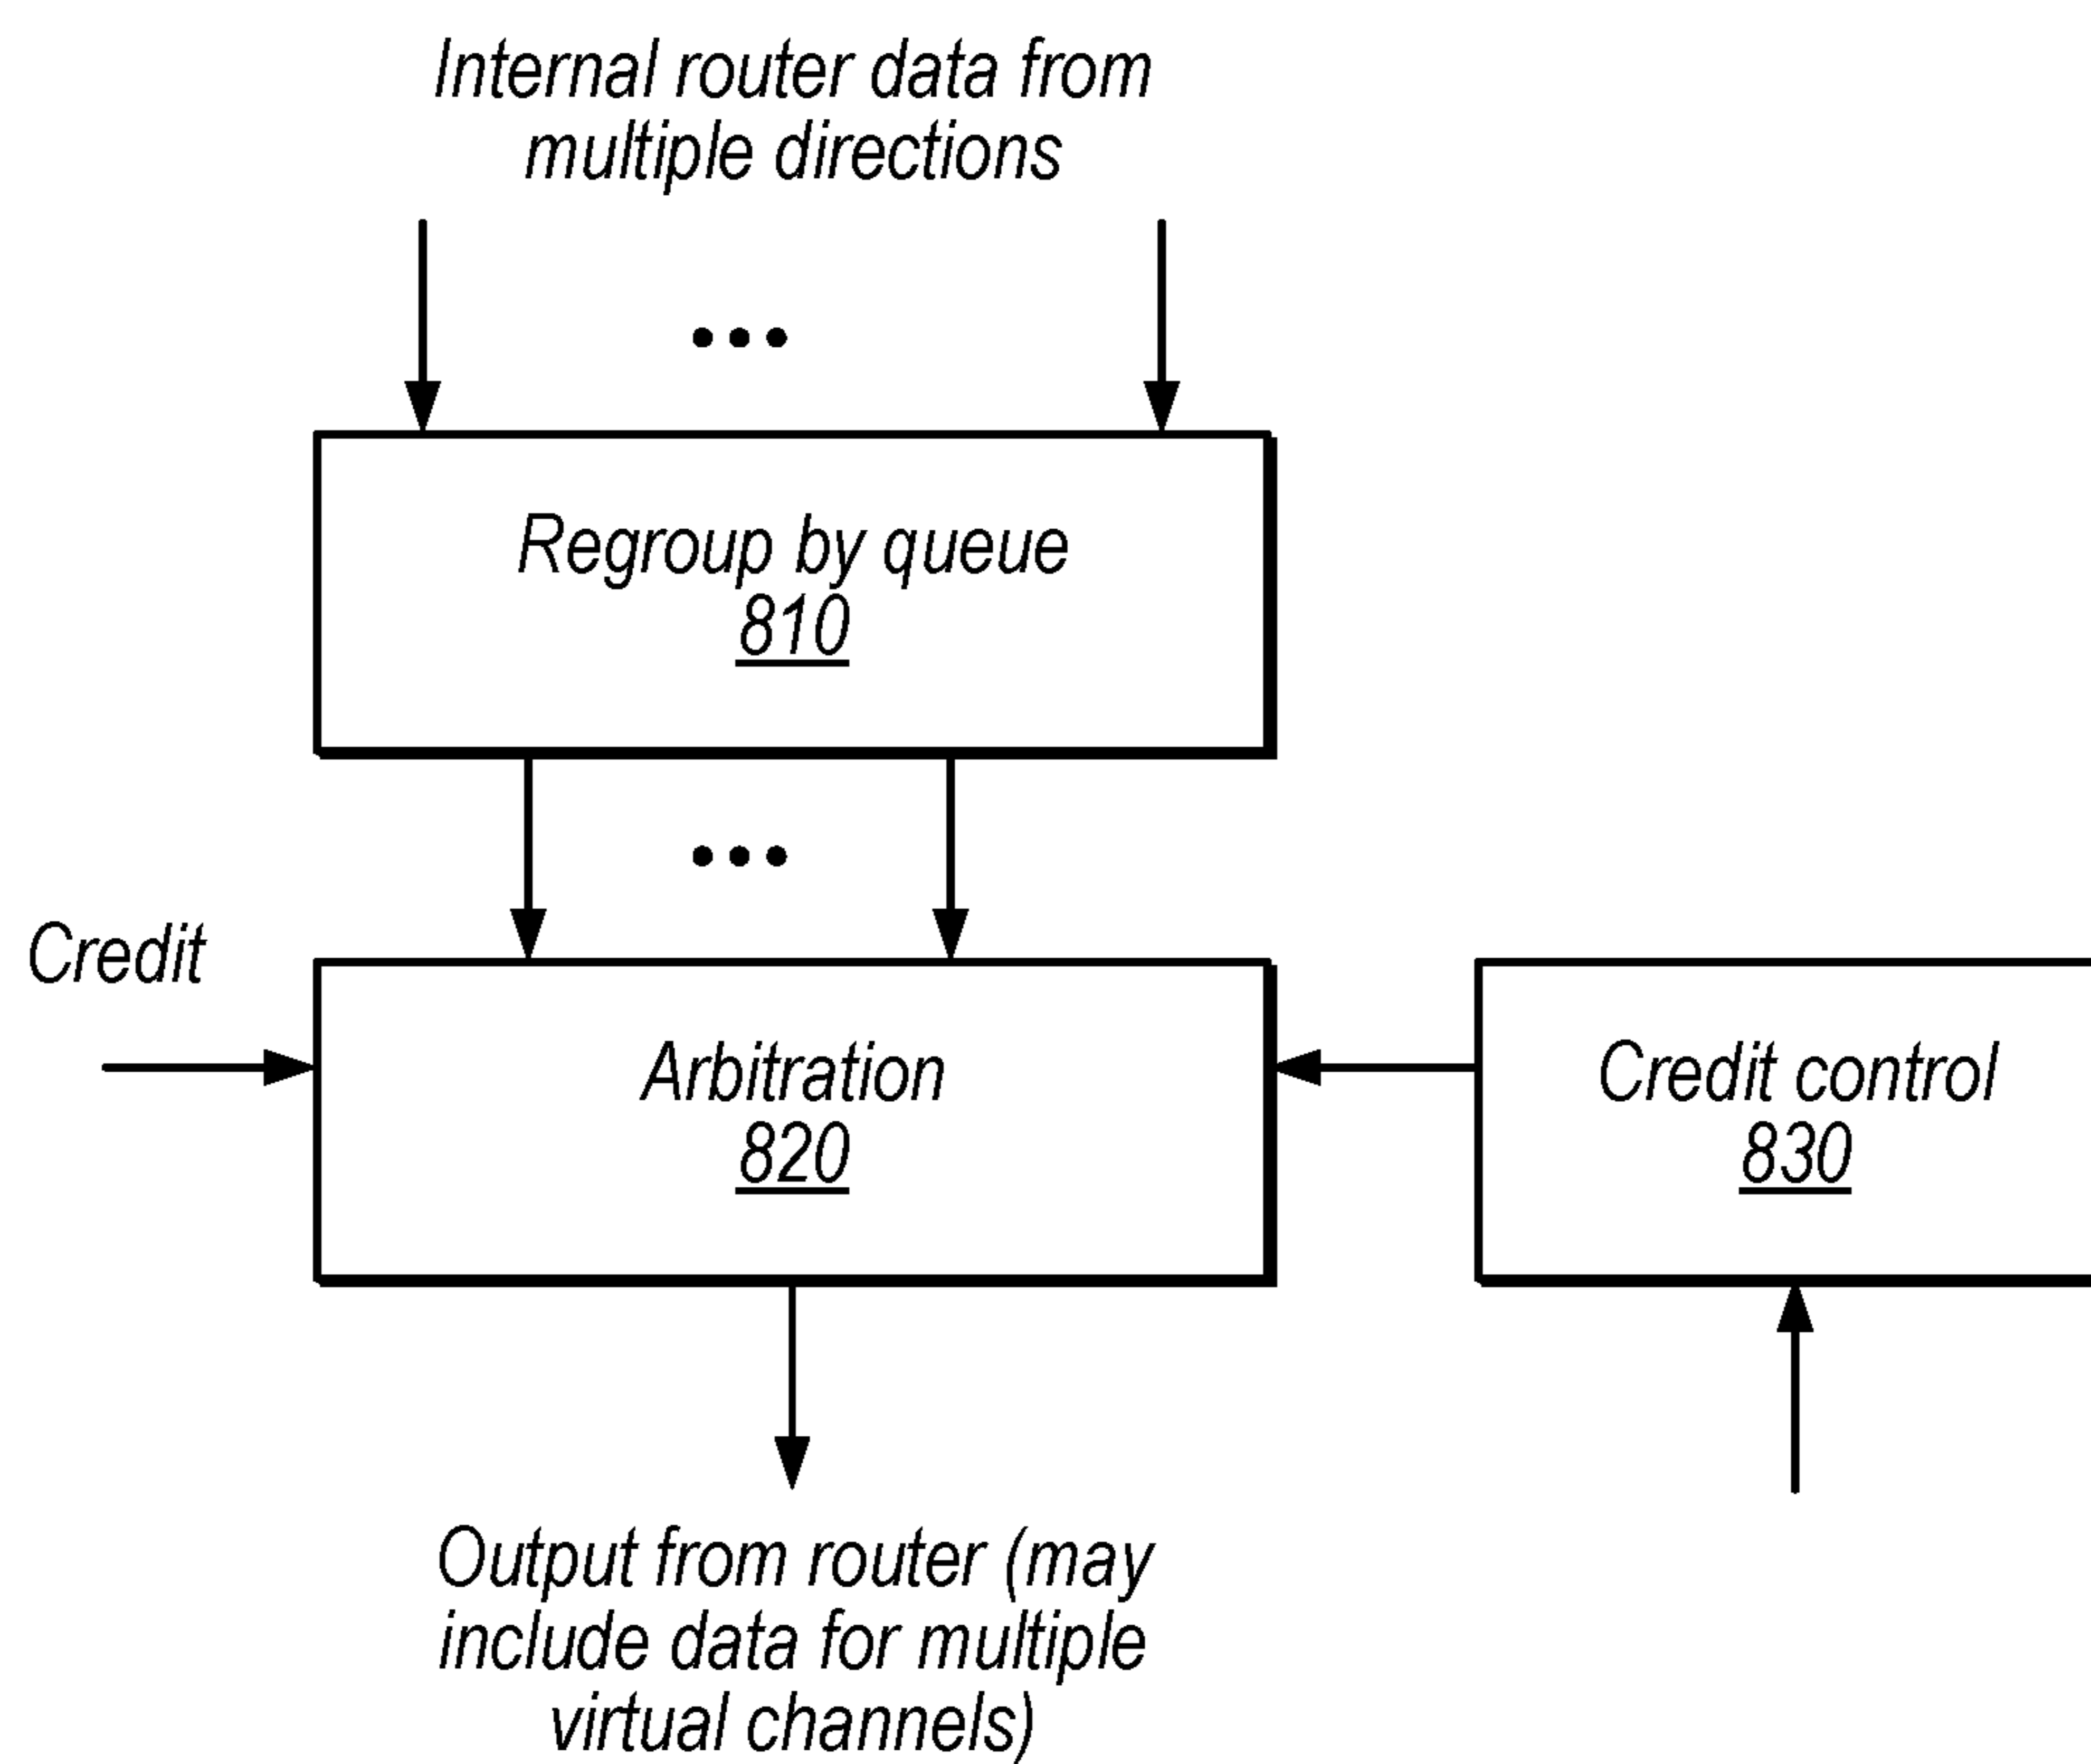 Internal router data from
multiple directions
Regroup by queue
810
Credit
Arbitration
820
Credit control
830
Output from router (may
include data for multiple
virtual channels)